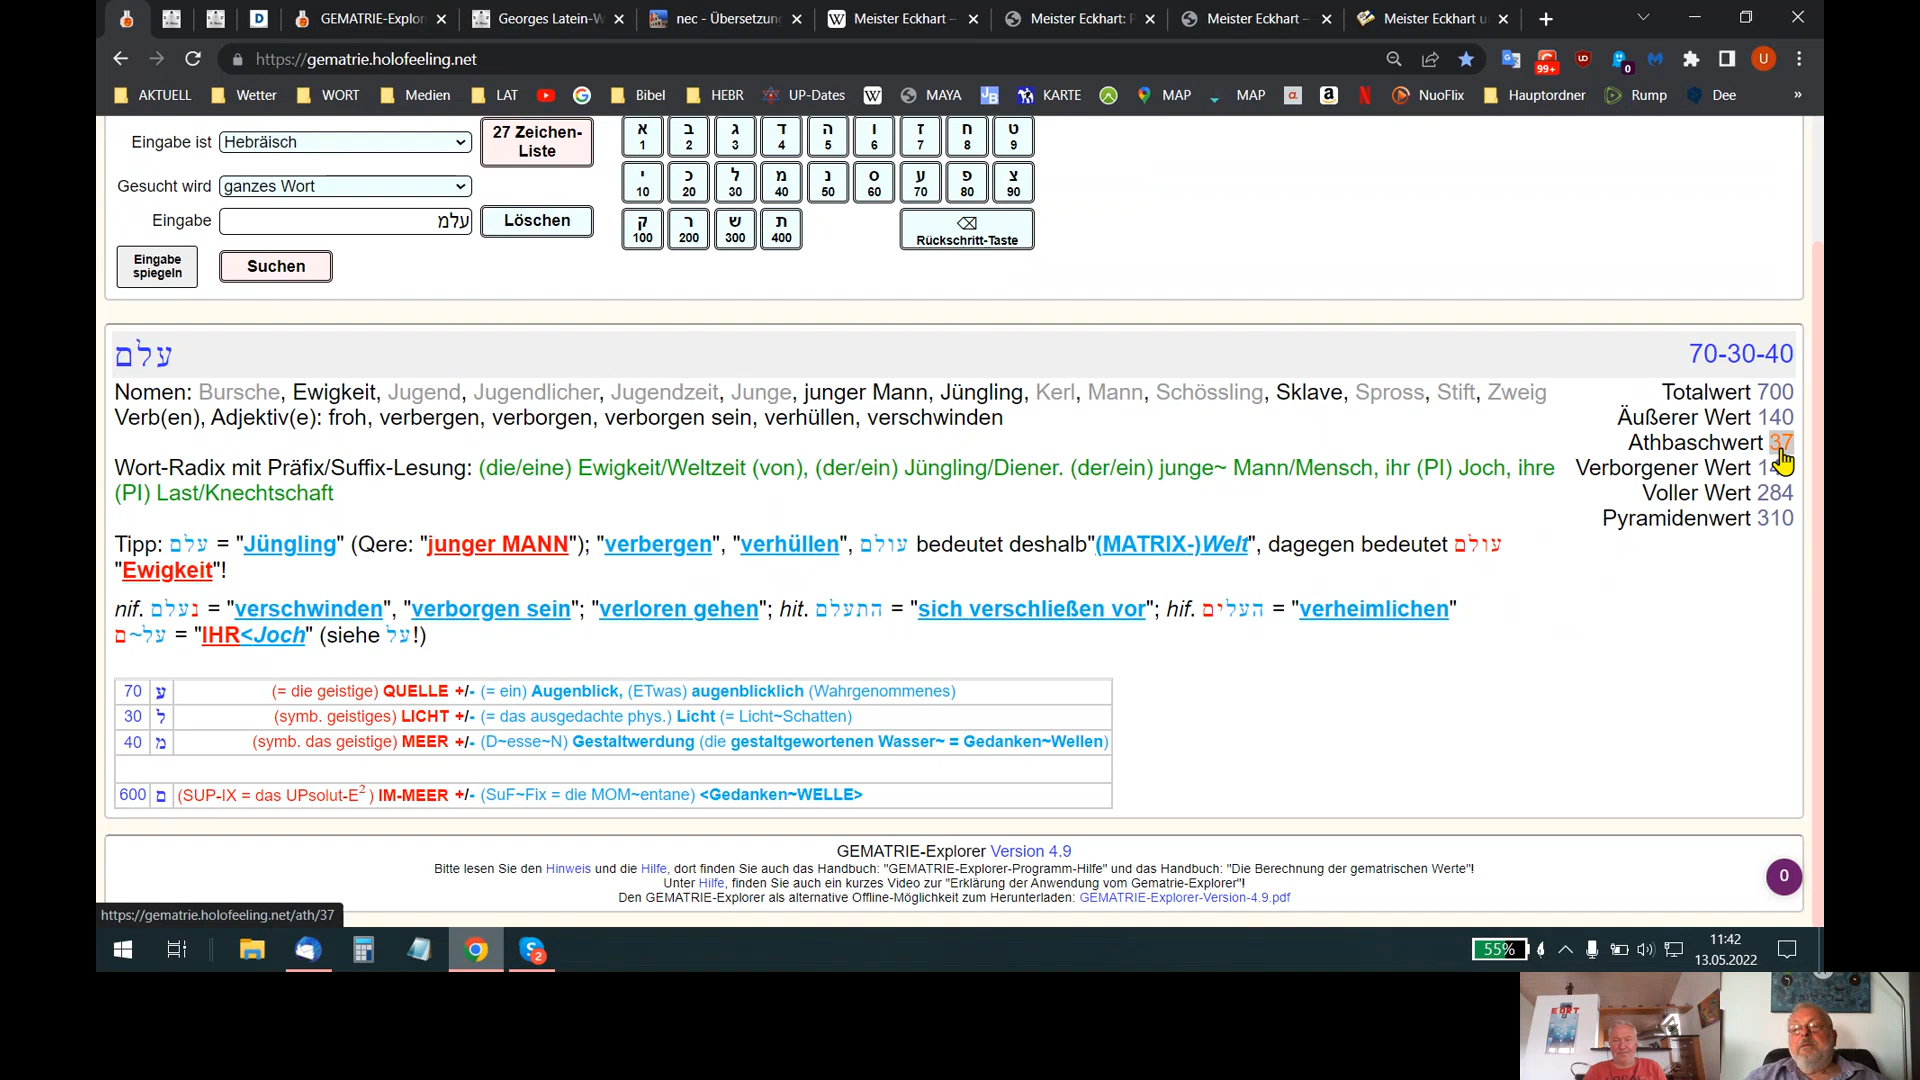 GEMATRIE-Explor
Georges Latein-W
nec - Übersetzun
Meister Eckhart –
Meister Eckhart: P
Meister Eckhart –
Meister Eckhart u
https://gematrie.holofeeling.net
99+
0
U
AKTUELL Wetter WORT Medien LAT Bibel HEBR UP-Dates MAYA KARTE MAP MAP NuoFlix Hauptordner Rump Dee »
Eingabe ist Hebräisch
27 Zeichen-
Liste
Gesucht wird ganzes Wort
Eingabe עלמ Löschen
Eingabe
spiegeln
Suchen
א ב ג ד ה ו ז ח ט
1 2 3 4 5 6 7 8 9
י כ ל מ נ ס ע פ צ
10 20 30 40 50 60 70 80 90
ק ר ש ת
100 200 300 400
Rückschritt-Taste
עלם 70-30-40
Nomen: Bursche, Ewigkeit, Jugend, Jugendlicher, Jugendzeit, Junge, junger Mann, Jüngling, Kerl, Mann, Schössling, Sklave, Spross, Stift, Zweig
Verb(en), Adjektiv(e): froh, verbergen, verborgen, verborgen sein, verhüllen, verschwinden
Totalwert 700
Äußerer Wert 140
Athbaschwert 37
Verborgener Wert
Voller Wert 284
Pyramidenwert 310
Wort-Radix mit Präfix/Suffix-Lesung: (die/eine) Ewigkeit/Weltzeit (von), (der/ein) Jüngling/Diener. (der/ein) junge~ Mann/Mensch, ihr (PI) Joch, ihre
(PI) Last/Knechtschaft
Tipp: עלם = "Jüngling" (Qere: "junger MANN"); "verbergen", "verhüllen", עולם bedeutet deshalb"(MATRIX-)Welt", dagegen bedeutet עולם
"Ewigkeit"!
nif. נעלם = "verschwinden", "verborgen sein"; "verloren gehen"; hit. התעלם = "sich verschließen vor"; hif. העלים = "verheimlichen"
על~ם = "IHR<Joch" (siehe על!)
70 ע (= die geistige) QUELLE +/- (= ein) Augenblick, (ETwas) augenblicklich (Wahrgenommenes)
30 ל (symb. geistiges) LICHT +/- (= das ausgedachte phys.) Licht (= Licht~Schatten)
40 מ (symb. das geistige) MEER +/- (D~esse~N) Gestaltwerdung (die gestaltgewortenen Wasser~ = Gedanken~Wellen)
600 ם (SUP-IX = das UPsolut-E²) IM-MEER +/- (SuF~Fix = die MOM~entane) <Gedanken~WELLE>
GEMATRIE-Explorer Version 4.9
Bitte lesen Sie den Hinweis und die Hilfe, dort finden Sie auch das Handbuch: "GEMATRIE-Explorer-Programm-Hilfe" und das Handbuch: "Die Berechnung der gematrischen Werte"!
Unter Hilfe, finden Sie auch ein kurzes Video zur "Erklärung der Anwendung vom Gematrie-Explorer"!
Den GEMATRIE-Explorer als alternative Offline-Möglichkeit zum Herunterladen: GEMATRIE-Explorer-Version-4.9.pdf
0
https://gematrie.holofeeling.net/ath/37
2
55%
11:42
13.05.2022